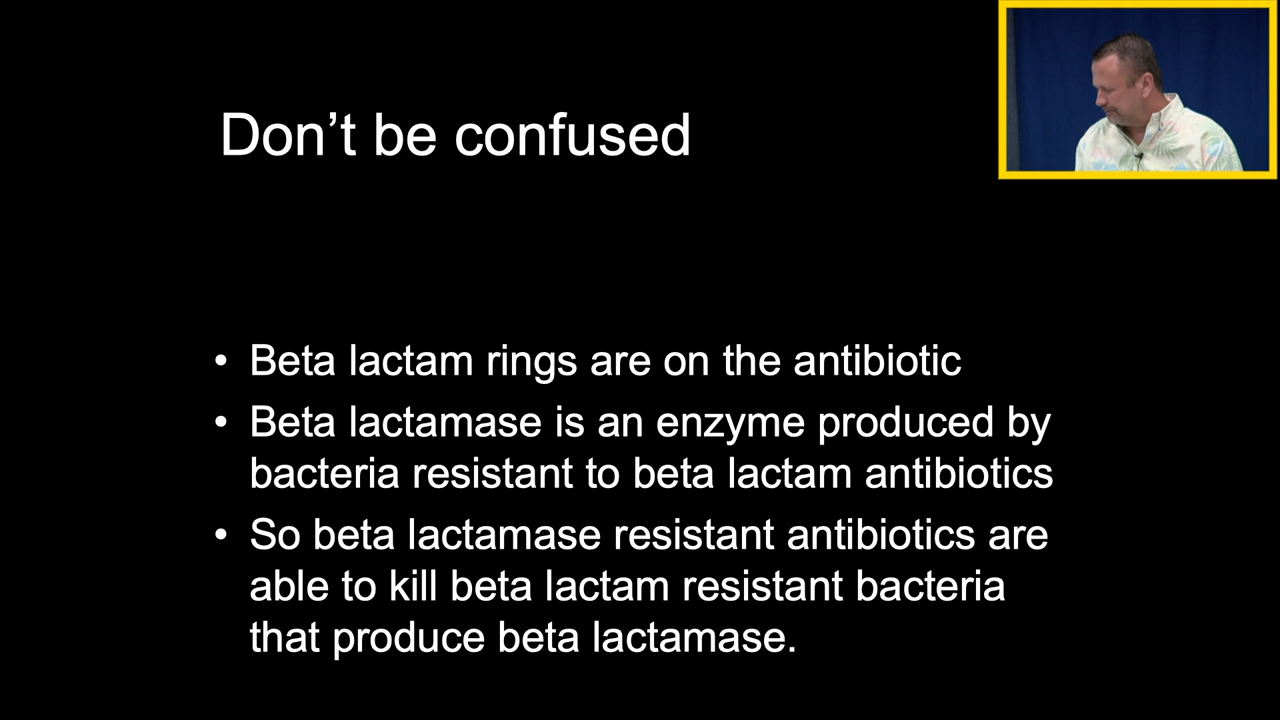 Don’t be confused
• Beta lactam rings are on the antibiotic
• Beta lactamase is an enzyme produced by
bacteria resistant to beta lactam antibiotics
• So beta lactamase resistant antibiotics are
able to kill beta lactam resistant bacteria
that produce beta lactamase.